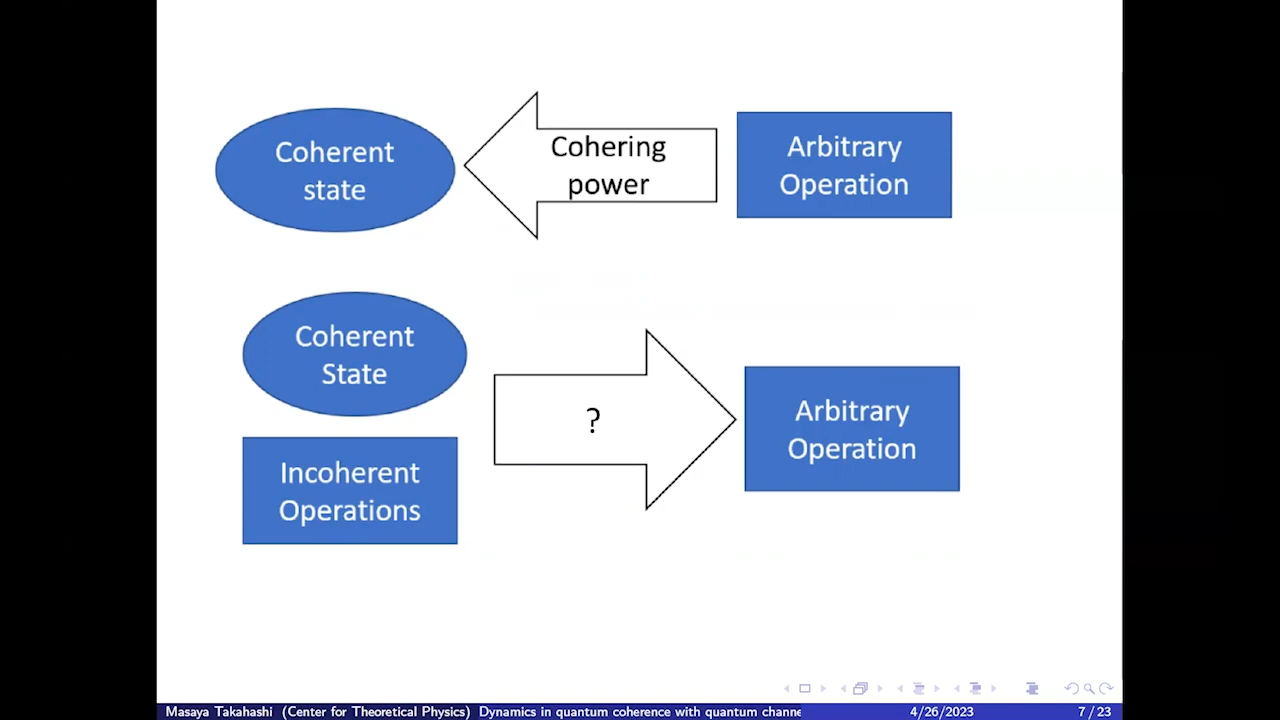 Coherent
state
Cohering
power
Arbitrary
Operation
Coherent
State
Incoherent
Operations
?
Arbitrary
Operation
Masaya Takahashi (Center for Theoretical Physics) Dynamics in quantum coherence with quantum channe 4/26/2023 7 / 23